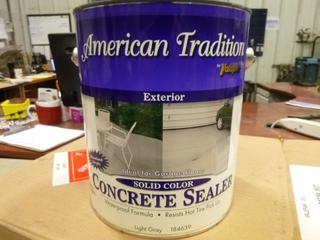 American Tradition
by Valspar
Exterior
Ideal for Garage Floors
SOLID COLOR
CONCRETE SEALER
Waterproof Formula • Resists Hot Tire Pick Up
Light Gray 184639